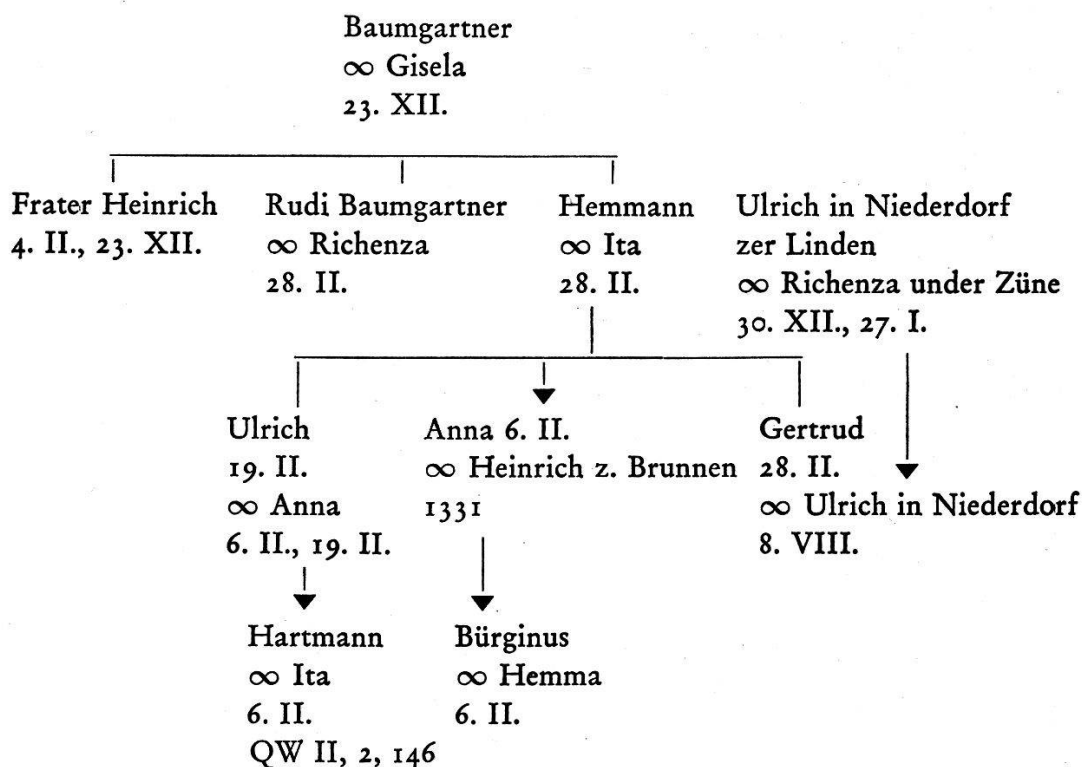 Baumgartner
∞ Gisela
23. XII.
Frater Heinrich
4. II., 23. XII.
Rudi Baumgartner
∞ Richenza
28. II.
Hemmann
∞ Ita
28. II.
Ulrich in Niederdorf
zer Linden
∞ Richenza under Züne
30. XII., 27. I.
Ulrich
19. II.
∞ Anna
6. II., 19. II.
Anna 6. II.
∞ Heinrich z. Brunnen
1331
Gertrud
28. II.
∞ Ulrich in Niederdorf
8. VIII.
Hartmann
∞ Ita
6. II.
QW II, 2, 146
Bürginus
∞ Hemma
6. II.